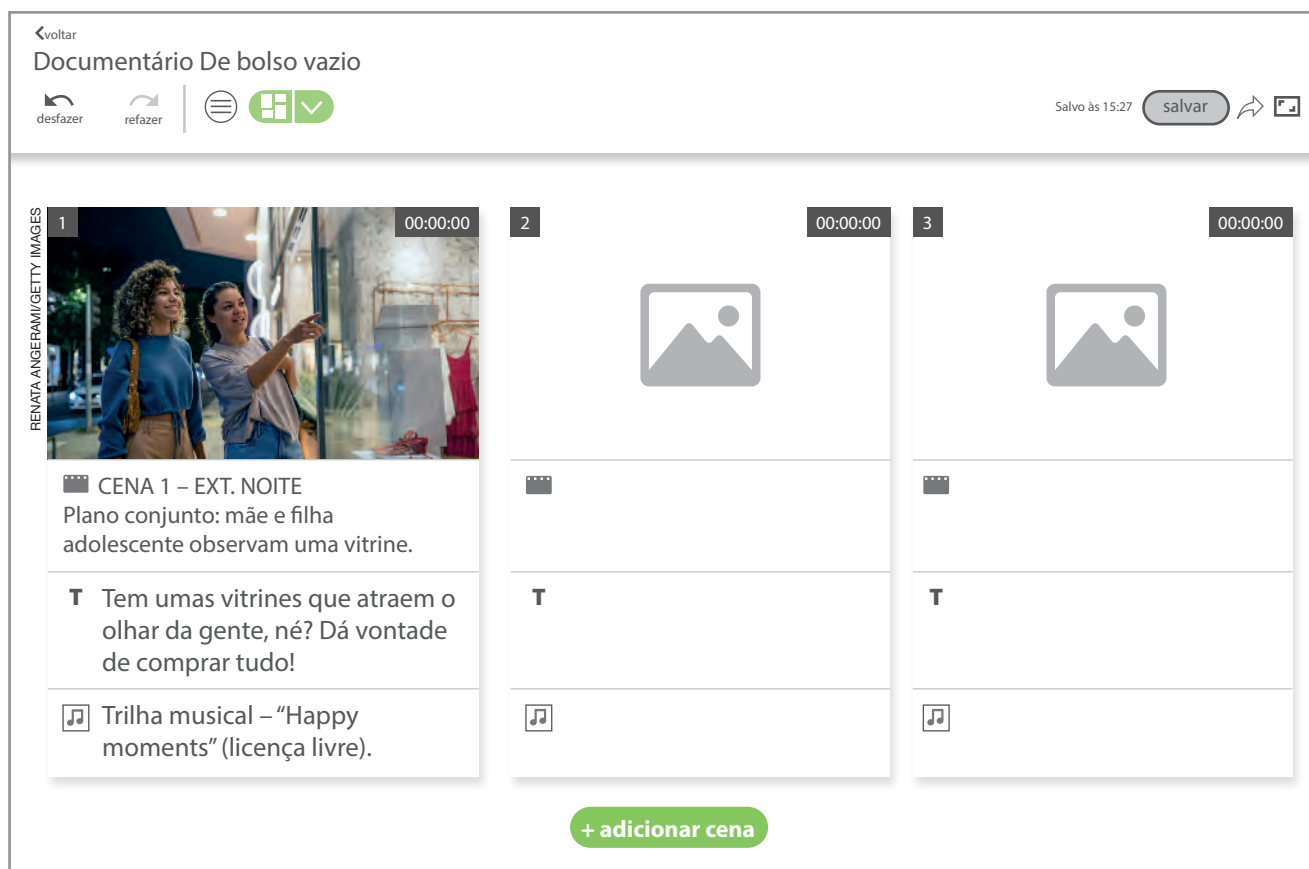 voltar
Documentário De bolso vazio
desfazer
refazer
Salvo às 15:27
salvar
RENATA ANGERAMI/GETTY IMAGES
1
00:00:00
CENA 1 – EXT. NOITE
Plano conjunto: mãe e filha
adolescente observam uma vitrine.
T
Tem umas vitrines que atraem o
olhar da gente, né? Dá vontade
de comprar tudo!
Trilha musical – “Happy
moments” (licença livre).
2
00:00:00
T
3
00:00:00
T
+ adicionar cena